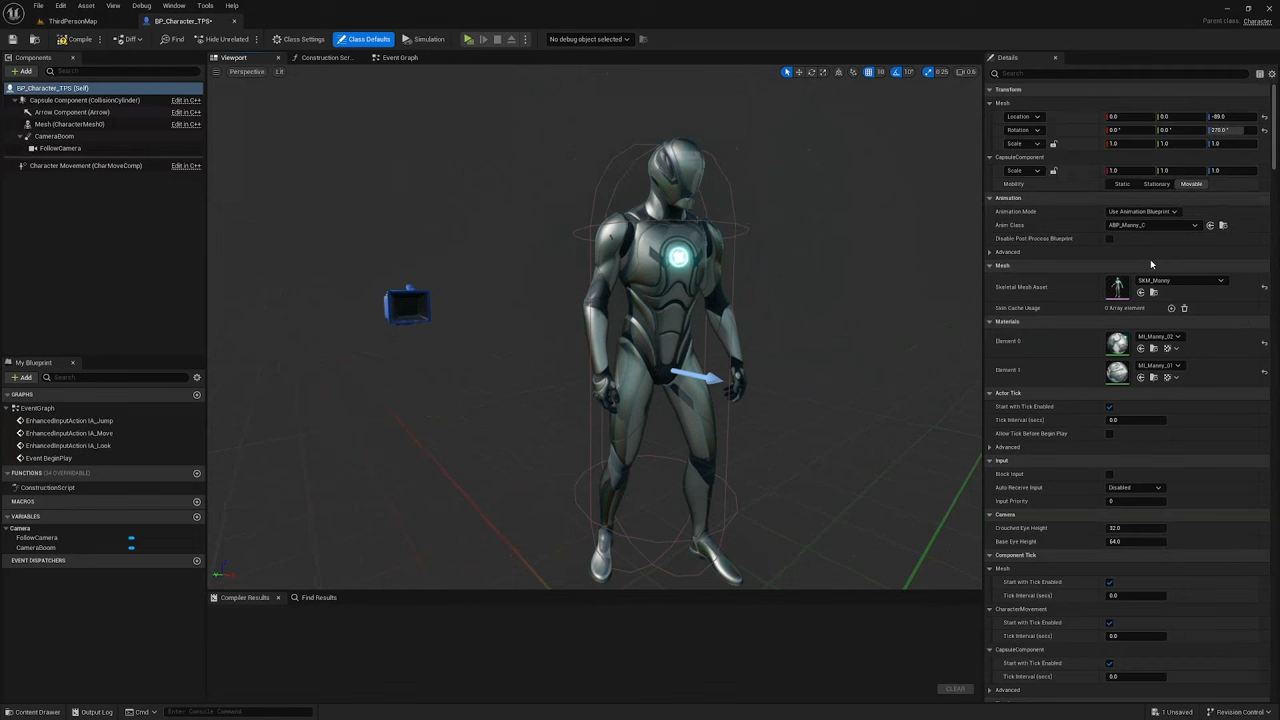 File Edit Asset View Debug Window Tools Help
Parent class: Character
ThirdPersonMap
BP_Character_TPS•
Compile
Diff
Find
Hide Unrelated
Class Settings
Class Defaults
Simulation
No debug object selected
Components
Add
Search
BP_Character_TPS (Self)
Capsule Component (CollisionCylinder) Edit in C++
Arrow Component (Arrow) Edit in C++
Mesh (CharacterMesh0) Edit in C++
CameraBoom
FollowCamera
Character Movement (CharMoveComp) Edit in C++
My Blueprint
Add
Search
GRAPHS
EventGraph
EnhancedInputAction IA_Jump
EnhancedInputAction IA_Move
EnhancedInputAction IA_Look
Event BeginPlay
FUNCTIONS (34 OVERRIDABLE)
ConstructionScript
MACROS
VARIABLES
Camera
FollowCamera
CameraBoom
EVENT DISPATCHERS
Viewport
Construction Scr...
Event Graph
Perspective
Lit
10
10°
0.25
0.6
Compiler Results
Find Results
CLEAR
Details
Search
Transform
Mesh
Location 0.0 0.0 -89.0
Rotation 0.0 ° 0.0 ° 270.0 °
Scale 1.0 1.0 1.0
CapsuleComponent
Scale 1.0 1.0 1.0
Mobility Static Stationary Movable
Animation
Animation Mode Use Animation Blueprint
Anim Class ABP_Manny_C
Disable Post Process Blueprint
Advanced
Mesh
Skeletal Mesh Asset SKM_Manny
Skin Cache Usage 0 Array element
Materials
Element 0 MI_Manny_02
Element 1 MI_Manny_01
Actor Tick
Start with Tick Enabled
Tick Interval (secs) 0.0
Allow Tick Before Begin Play
Advanced
Input
Block Input
Auto Receive Input Disabled
Input Priority 0
Camera
Crouched Eye Height 32.0
Base Eye Height 64.0
Component Tick
Mesh
Start with Tick Enabled
Tick Interval (secs) 0.0
CharacterMovement
Start with Tick Enabled
Tick Interval (secs) 0.0
CapsuleComponent
Start with Tick Enabled
Tick Interval (secs) 0.0
Advanced
Content Drawer
Output Log
Cmd
Enter Console Command
1 Unsaved
Revision Control